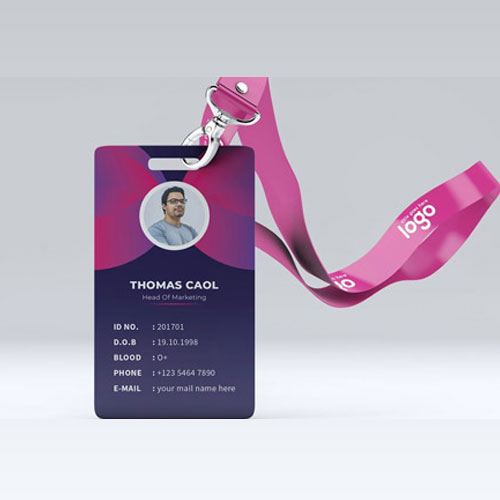 THOMAS CAOL
Head Of Marketing
ID NO. : 201701
D.O.B : 19.10.1998
BLOOD : O+
PHONE : +123 5464 7890
E-MAIL : your mail name here
logo